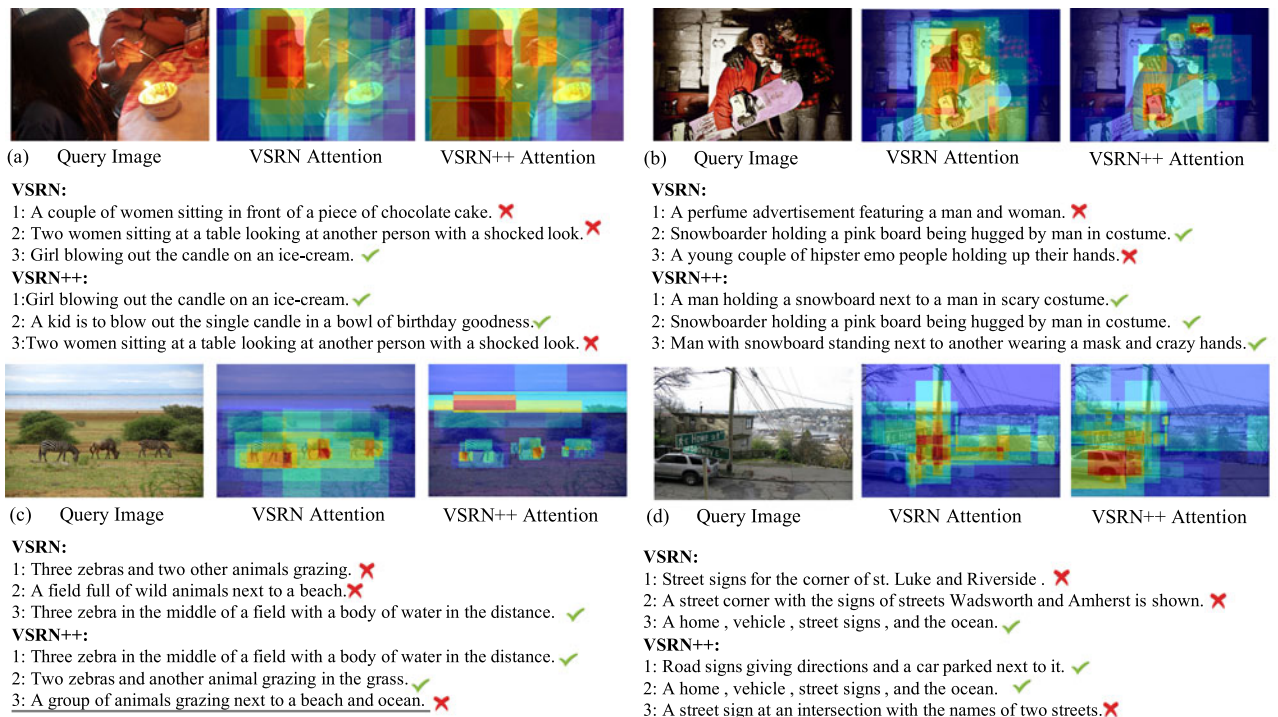 (a) Query Image VSRN Attention VSRN++ Attention
VSRN:
1: A couple of women sitting in front of a piece of chocolate cake.
2: Two women sitting at a table looking at another person with a shocked look.
3: Girl blowing out the candle on an ice-cream.
VSRN++:
1:Girl blowing out the candle on an ice-cream.
2: A kid is to blow out the single candle in a bowl of birthday goodness.
3:Two women sitting at a table looking at another person with a shocked look.
(b) Query Image VSRN Attention VSRN++ Attention
VSRN:
1: A perfume advertisement featuring a man and woman.
2: Snowboarder holding a pink board being hugged by man in costume.
3: A young couple of hipster emo people holding up their hands.
VSRN++:
1: A man holding a snowboard next to a man in scary costume.
2: Snowboarder holding a pink board being hugged by man in costume.
3: Man with snowboard standing next to another wearing a mask and crazy hands.
(c) Query Image VSRN Attention VSRN++ Attention
VSRN:
1: Three zebras and two other animals grazing.
2: A field full of wild animals next to a beach.
3: Three zebra in the middle of a field with a body of water in the distance.
VSRN++:
1: Three zebra in the middle of a field with a body of water in the distance.
2: Two zebras and another animal grazing in the grass.
3: A group of animals grazing next to a beach and ocean.
(d) Query Image VSRN Attention VSRN++ Attention
VSRN:
1: Street signs for the corner of st. Luke and Riverside .
2: A street corner with the signs of streets Wadsworth and Amherst is shown.
3: A home , vehicle , street signs , and the ocean.
VSRN++:
1: Road signs giving directions and a car parked next to it.
2: A home , vehicle , street signs , and the ocean.
3: A street sign at an intersection with the names of two streets.